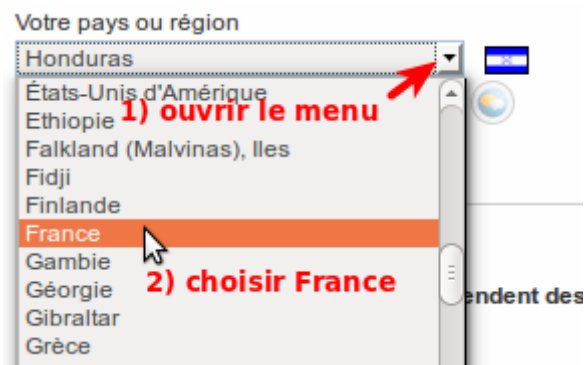 Votre pays ou région
Honduras
États-Unis d'Amérique
1) ouvrir le menu
Ethiopie
Falkland (Malvinas), Iles
Fidji
Finlande
France
Gambie
2) choisir France
Géorgie
endent des
Gibraltar
Grèce